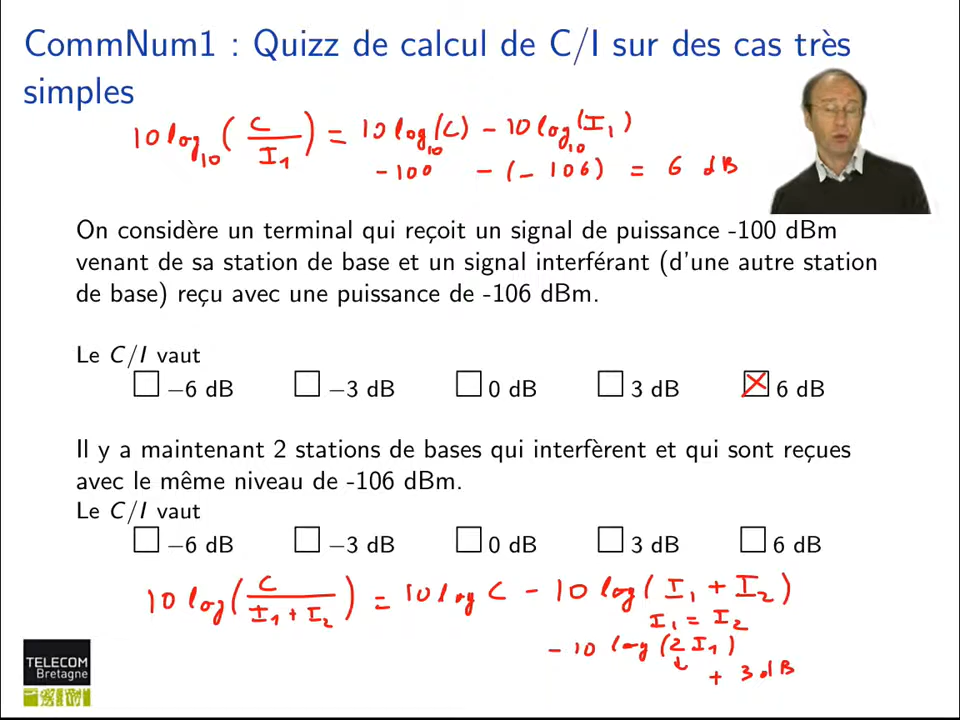 CommNum1 : Quizz de calcul de C/I sur des cas très
simples
10 log₁₀ ( C / I₁ ) = 10 log₁₀ (C) − 10 log₁₀ (I₁)
-100 − (− 106) = 6 dB
On considère un terminal qui reçoit un signal de puissance -100 dBm
venant de sa station de base et un signal interférant (d'une autre station
de base) reçu avec une puissance de -106 dBm.
Le C/I vaut
−6 dB −3 dB 0 dB 3 dB 6 dB
Il y a maintenant 2 stations de bases qui interfèrent et qui sont reçues
avec le même niveau de -106 dBm.
Le C/I vaut
−6 dB −3 dB 0 dB 3 dB 6 dB
10 log ( C / I₁ + I₂ ) = 10 log C − 10 log ( I₁ + I₂ )
I₁ = I₂
− 10 log (2 I₁)
+ 3 dB
TELECOM
Bretagne